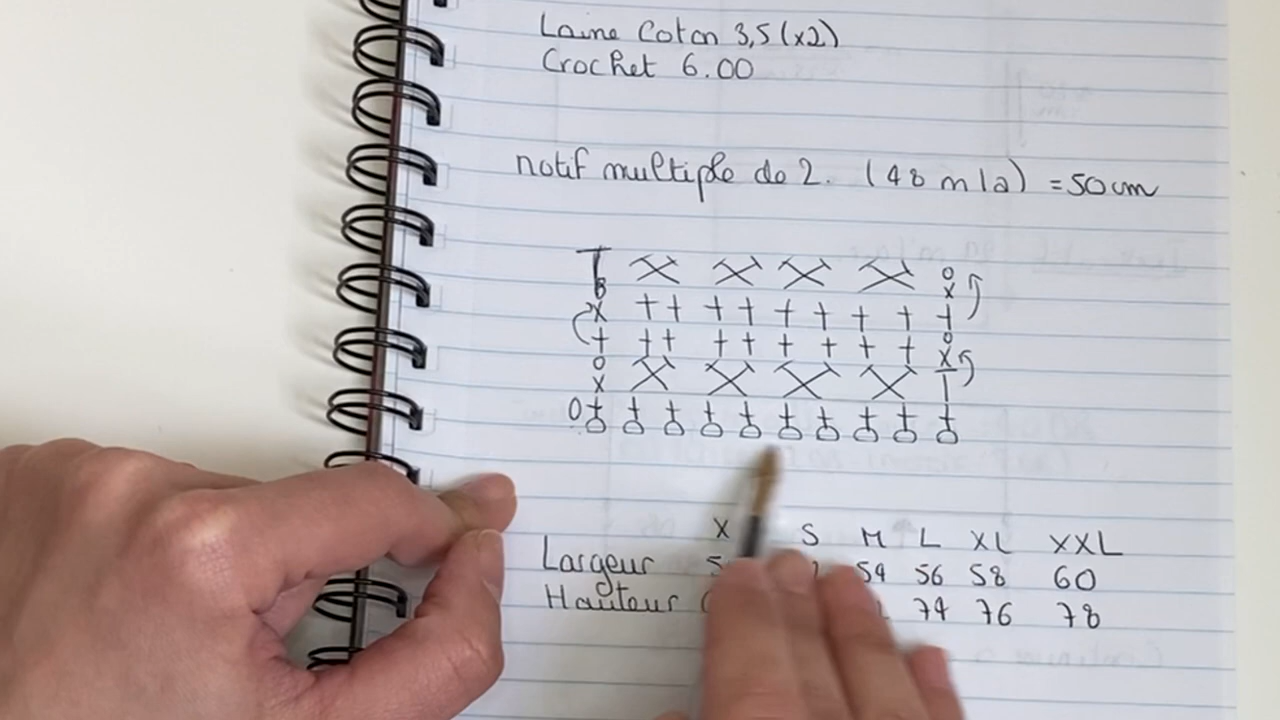 Laine Coton 3,5 (x2)
Crochet 6.00
motif multiple de 2. (48 mla) = 50cm
S M L XL XXL
Largeur 54 56 58 60
Hauteur 74 76 78